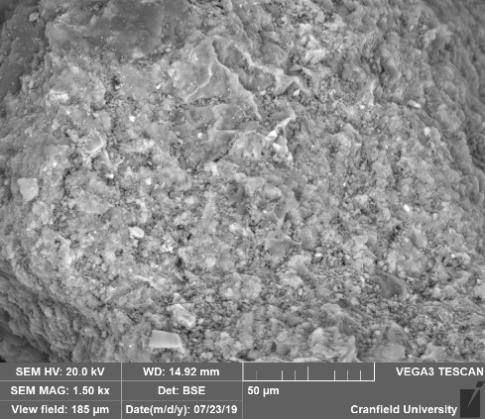 SEM HV: 20.0 kV WD: 14.92 mm VEGA3 TESCAN
SEM MAG: 1.50 kx Det: BSE 50 µm
View field: 185 µm Date(m/d/y): 07/23/19 Cranfield University